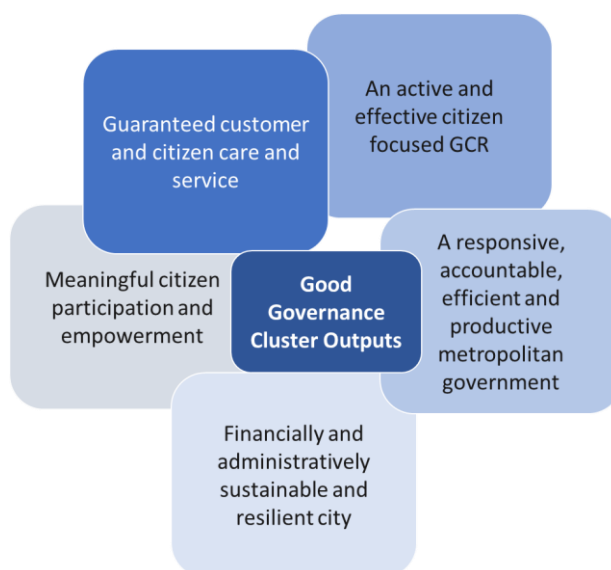 Guaranteed customer
and citizen care and
service
An active and
effective citizen
focused GCR
A responsive,
accountable,
efficient and
productive
metropolitan
government
Financially and
administratively
sustainable and
resilient city
Meaningful citizen
participation and
empowerment
Good
Governance
Cluster Outputs